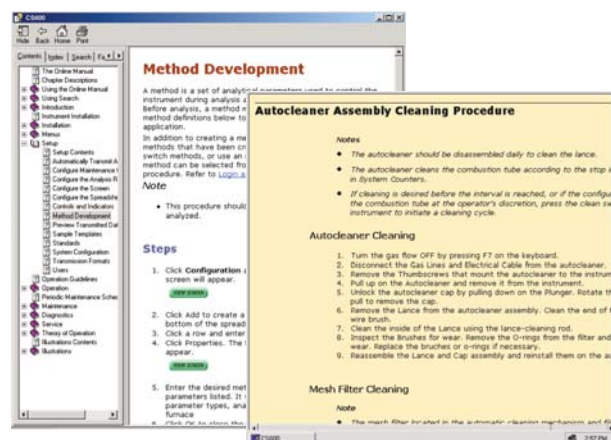 CS600
Hide Back Home Print
Contents Index Search Fa
The Online Manual
Chapter Descriptions
Using the Online Manual
Using Search
Introduction
Instrument Installation
Installation
Menus
Setup
Setup Contents
Automatically Transmit A
Configure Maintenance
Configure the Analysis R
Configure the Screen
Configure the Spreadshe
Controls and Indicators
Method Development
Preview Transmitted Dat
Sample Templates
Standards
System Configuration
Transmission Formats
Users
Operation Guidelines
Operation
Periodic Maintenance Sche
Maintenance
Diagnostics
Service
Theory of Operation
Illustrations Contents
Illustrations
Method Development
A method is a set of analytical parameters used to control the
instrument during analysis a
Before analysis, a method m
method definitions below to
application.
In addition to creating a me
methods that have been cr
switch methods, or use an
method can be selected fro
procedure. Refer to Login a
Note
• This procedure should
analyzed.
Steps
1. Click Configuration a
screen will appear.
VIEW SCREEN
2. Click Add to create a
bottom of the spread
3. Click a row and enter
4. Click Properties. The
appear.
VIEW SCREEN
5. Enter the desired met
parameters listed. It
parameter types, ana
furnace
6. Click OK to close the
Autocleaner Assembly Cleaning Procedure
Notes
• The autocleaner should be disassembled daily to clean the lance.
• The autocleaner cleans the combustion tube according to the stop i
in System Counters.
• If cleaning is desired before the interval is reached, or if the configu
the combustion tube at the operator's discretion, press the clean sw
instrument to initiate a cleaning cycle.
Autocleaner Cleaning
1. Turn the gas flow OFF by pressing F7 on the keyboard.
2. Disconnect the Gas Lines and Electrical Cable from the autocleaner.
3. Remove the Thumbscrews that mount the autocleaner to the instrum
4. Pull up on the Autocleaner and remove it from the instrument.
5. Unlock the autocleaner cap by pulling down on the Plunger. Rotate th
pull to remove the cap.
6. Remove the Lance from the autocleaner assembly. Clean the end of t
wire brush.
7. Clean the inside of the Lance using the lance-cleaning rod.
8. Inspect the Brushes for wear. Remove the O-rings from the filter and
wear. Replace the bruches or o-rings if necessary.
9. Reassemble the Lance and Cap assembly and reinstall them on the au
Mesh Filter Cleaning
Note
• The mesh filter located in the automatic cleaning mechanism and
CS600
2:57 PM